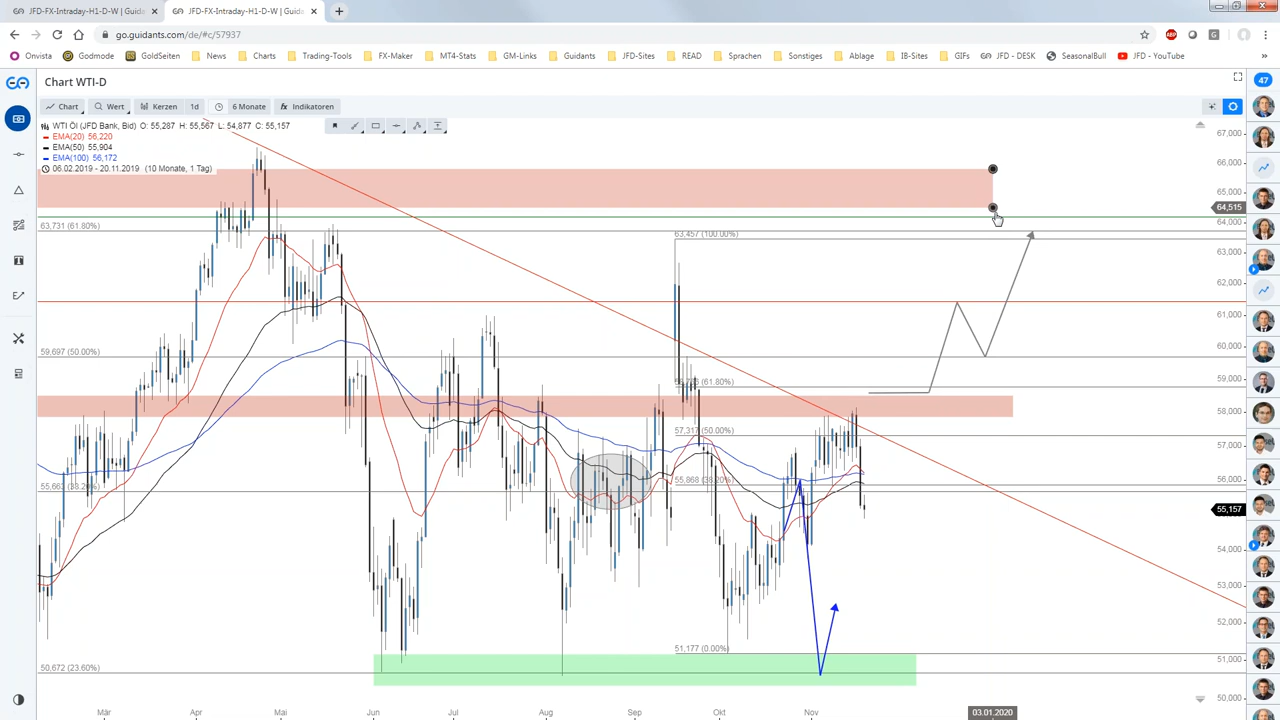 JFD-FX-Intraday-H1-D-W | Guid
JFD-FX-Intraday-H1-D-W | Guid
go.guidants.com/de/#c/57937
ABP
G
Onvista
Godmode
GoldSeiten
News
Charts
Trading-Tools
FX-Maker
MT4-Stats
GM-Links
Guidants
JFD-Sites
READ
Sprachen
Sonstiges
Ablage
IB-Sites
GIFs
JFD - DESK
SeasonalBull
JFD - YouTube
Chart WTI-D
47
Chart
Wert
Kerzen
1d
6 Monate
fx Indikatoren
WTI Öl (JFD Bank, Bid) O: 55,287 H: 55,567 L: 54,877 C: 55,157
EMA(20) 56,220
EMA(50) 55,904
EMA(100) 56,172
06.02.2019 - 20.11.2019 (10 Monate, 1 Tag)
67,000
66,000
65,000
64,515
64,000
63,731 (61.80%)
63,457 (100.00%)
63,000
62,000
61,000
60,000
59,697 (50.00%)
59,000
(61.80%)
58,000
57,317 (50.00%)
57,000
56,000
55,663 (38.20%)
55,868 (38.20%)
55,157
54,000
53,000
52,000
51,177 (0.00%)
51,000
50,672 (23.60%)
50,000
Mär
Apr
Mai
Jun
Jul
Aug
Sep
Okt
Nov
03.01.2020